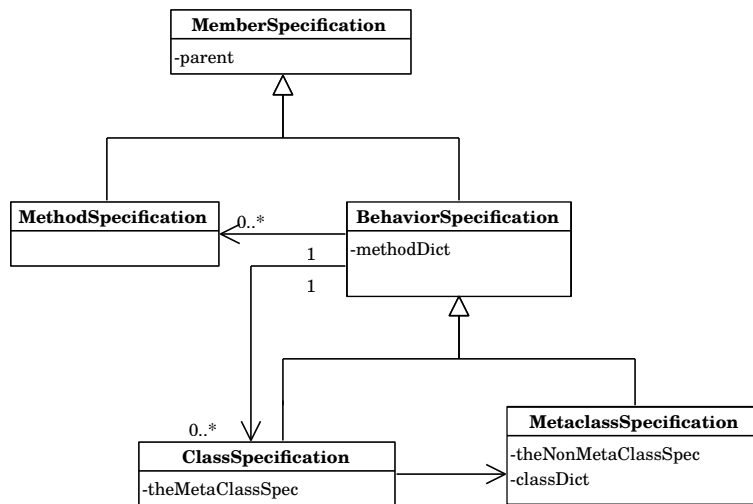 MemberSpecification
-parent
MethodSpecification
0..*
BehaviorSpecification
-methodDict
1
1
0..*
ClassSpecification
-theMetaClassSpec
MetaclassSpecification
-theNonMetaClassSpec
-classDict